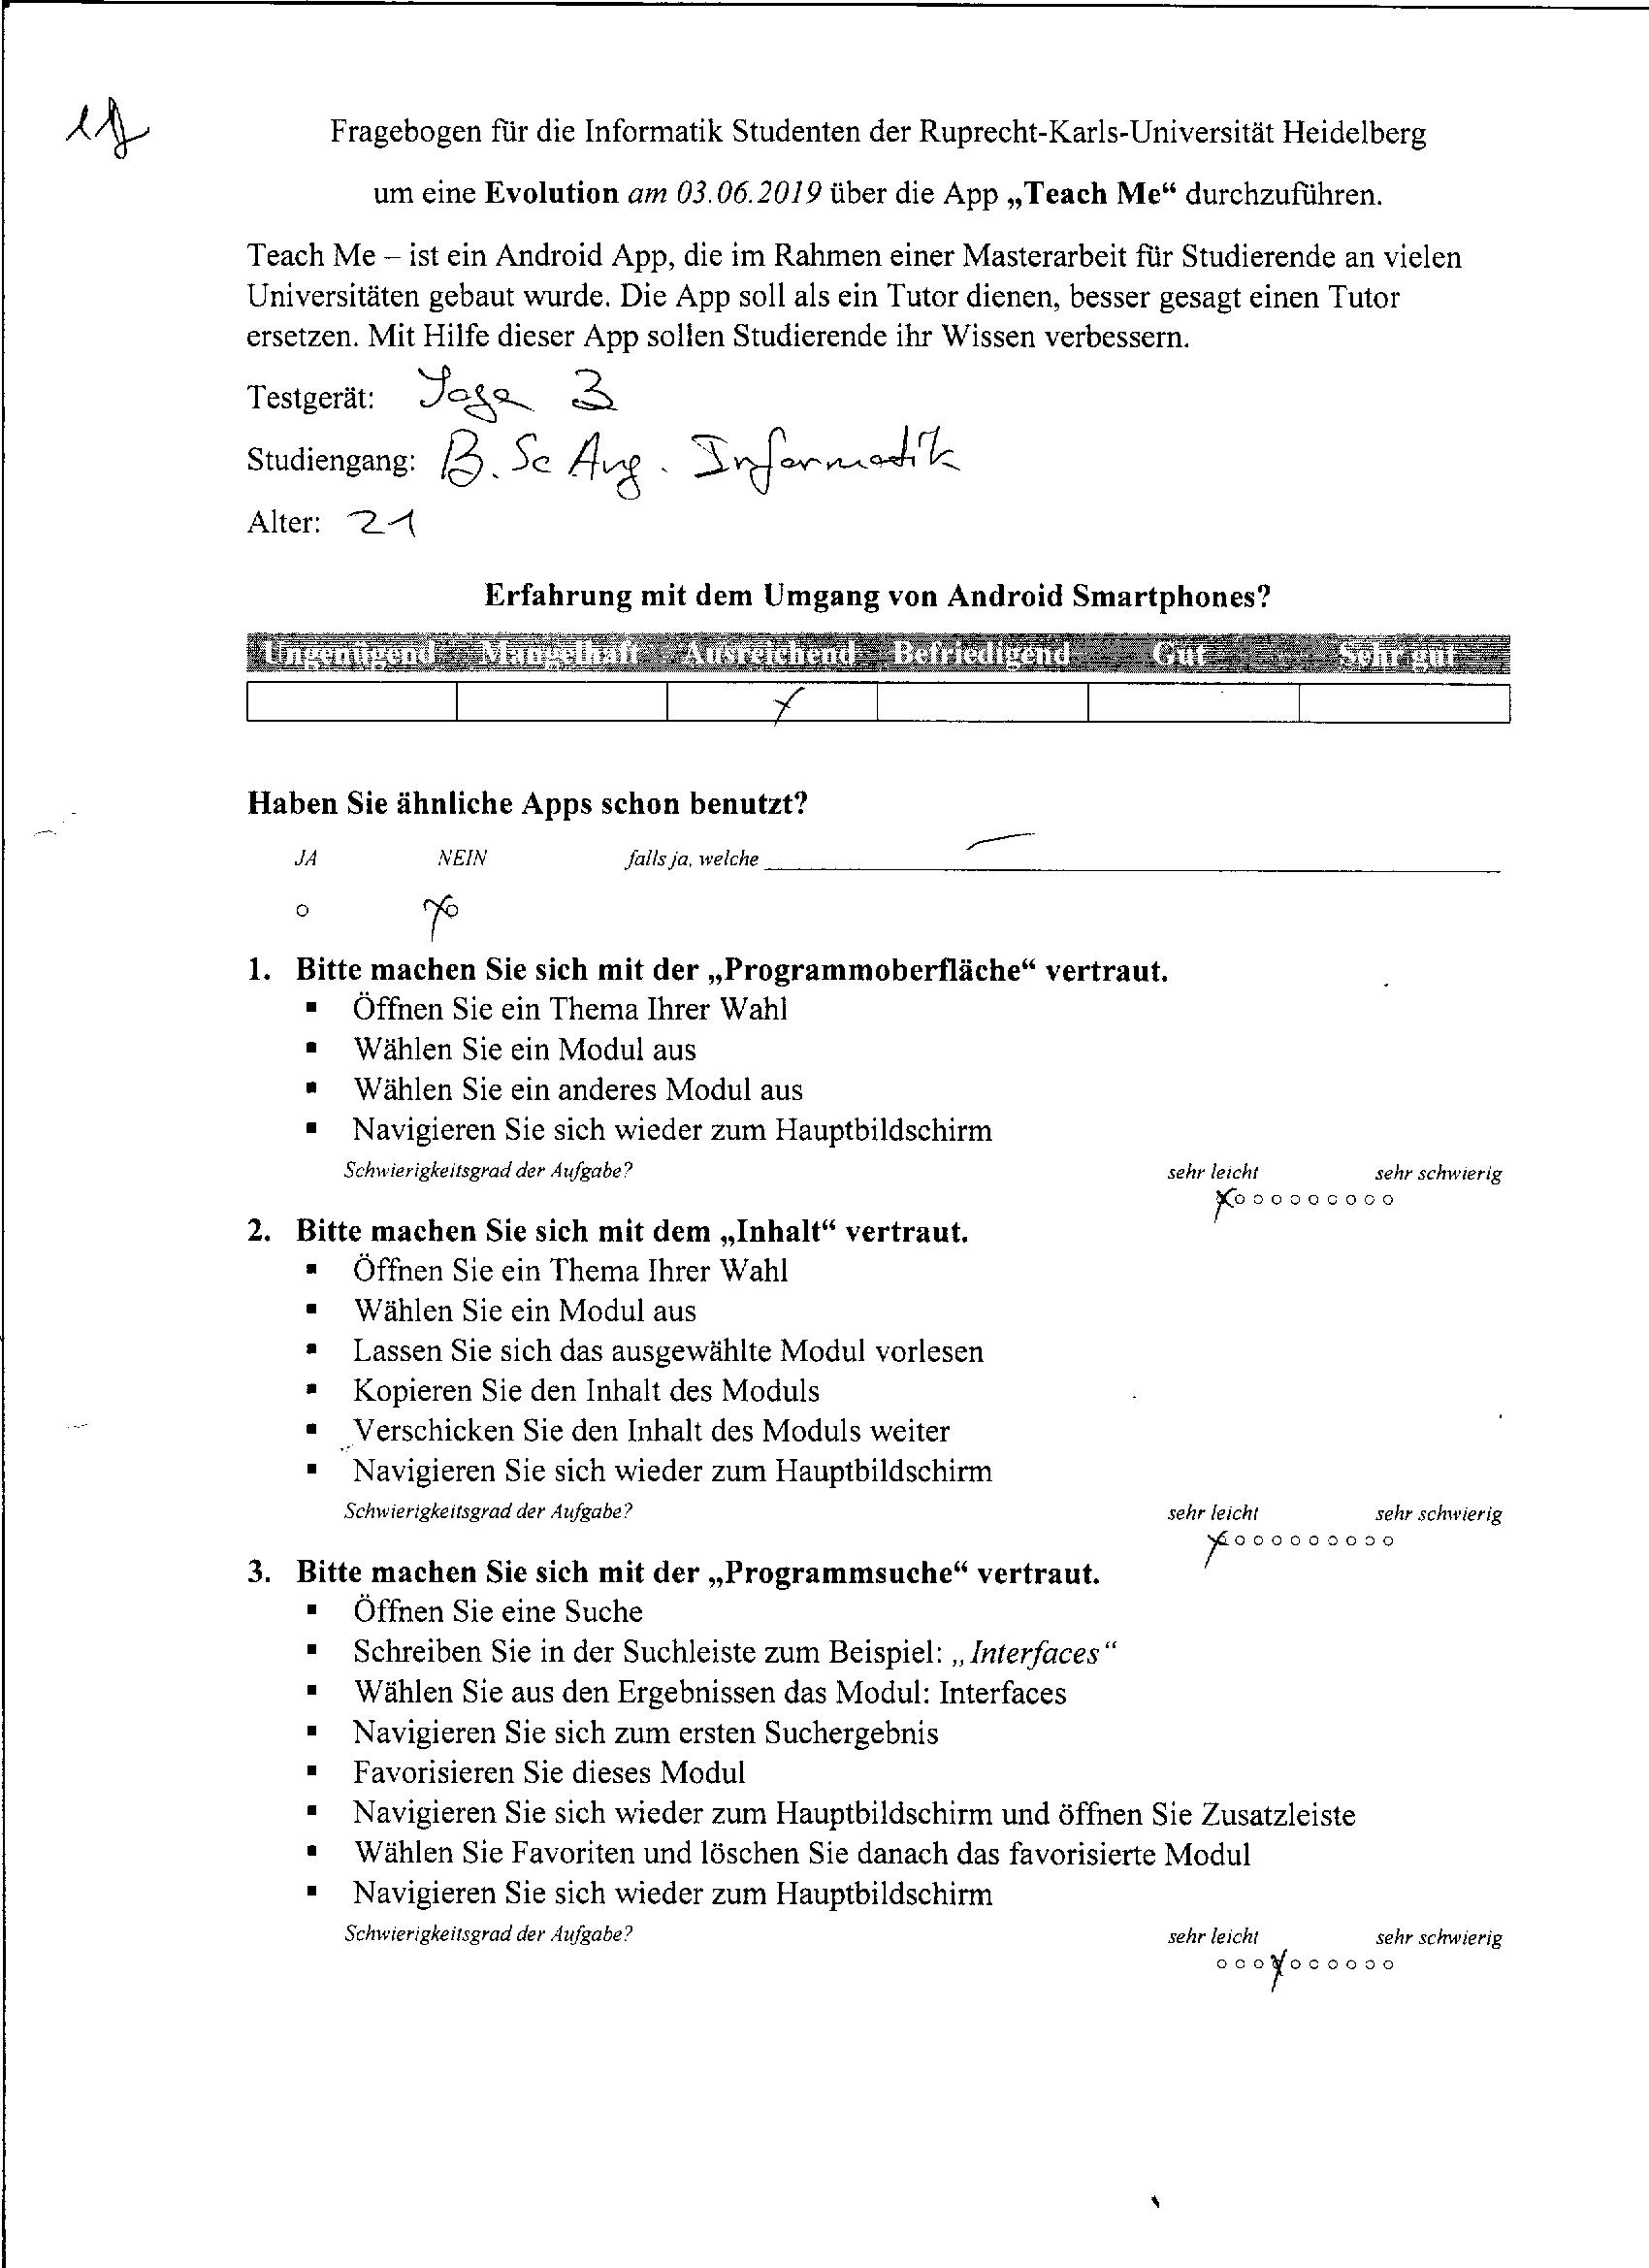 Fragebogen für die Informatik Studenten der Ruprecht-Karls-Universität Heidelberg
um eine Evolution am 03.06.2019 über die App „Teach Me“ durchzuführen.
Teach Me – ist ein Android App, die im Rahmen einer Masterarbeit für Studierende an vielen
Universitäten gebaut wurde. Die App soll als ein Tutor dienen, besser gesagt einen Tutor
ersetzen. Mit Hilfe dieser App sollen Studierende ihr Wissen verbessern.
Testgerät: Yoga 3
Studiengang: B.Sc Ang. Informatik
Alter: 21
Erfahrung mit dem Umgang von Android Smartphones?
Ungenügend Mangelhaft Ausreichend Befriedigend Gut Sehr gut
Haben Sie ähnliche Apps schon benutzt?
JA NEIN falls ja, welche
1. Bitte machen Sie sich mit der „Programmoberfläche“ vertraut.
▪ Öffnen Sie ein Thema Ihrer Wahl
▪ Wählen Sie ein Modul aus
▪ Wählen Sie ein anderes Modul aus
▪ Navigieren Sie sich wieder zum Hauptbildschirm
Schwierigkeitsgrad der Aufgabe? sehr leicht sehr schwierig
2. Bitte machen Sie sich mit dem „Inhalt“ vertraut.
▪ Öffnen Sie ein Thema Ihrer Wahl
▪ Wählen Sie ein Modul aus
▪ Lassen Sie sich das ausgewählte Modul vorlesen
▪ Kopieren Sie den Inhalt des Moduls
▪ Verschicken Sie den Inhalt des Moduls weiter
▪ Navigieren Sie sich wieder zum Hauptbildschirm
Schwierigkeitsgrad der Aufgabe? sehr leicht sehr schwierig
3. Bitte machen Sie sich mit der „Programmsuche“ vertraut.
▪ Öffnen Sie eine Suche
▪ Schreiben Sie in der Suchleiste zum Beispiel: „Interfaces“
▪ Wählen Sie aus den Ergebnissen das Modul: Interfaces
▪ Navigieren Sie sich zum ersten Suchergebnis
▪ Favorisieren Sie dieses Modul
▪ Navigieren Sie sich wieder zum Hauptbildschirm und öffnen Sie Zusatzleiste
▪ Wählen Sie Favoriten und löschen Sie danach das favorisierte Modul
▪ Navigieren Sie sich wieder zum Hauptbildschirm
Schwierigkeitsgrad der Aufgabe? sehr leicht sehr schwierig